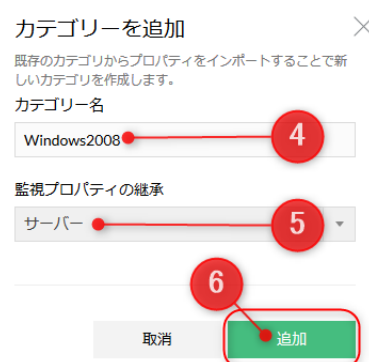 カテゴリーを追加
既存のカテゴリからプロパティをインポートすることで新
しいカテゴリを作成します。
カテゴリー名
Windows2008
4
監視プロパティの継承
サーバー
5
6
取消
追加